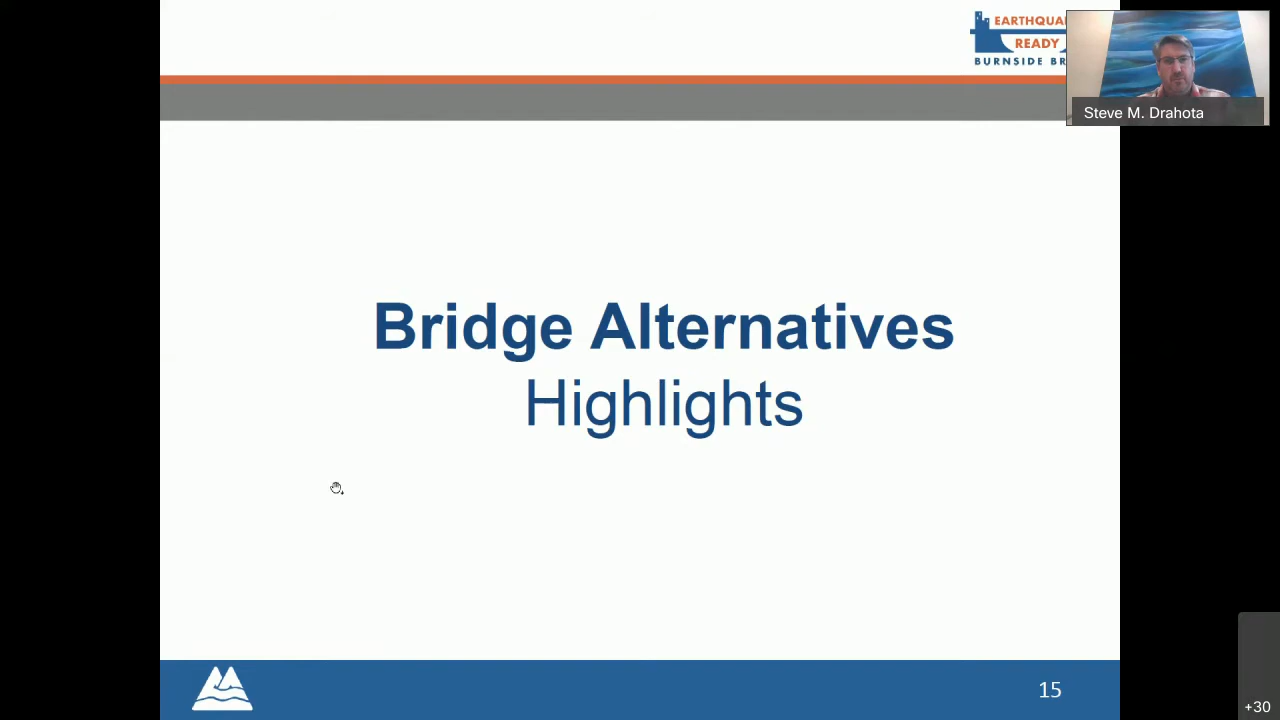 EARTHQUA
READY
BURNSIDE BR
Steve M. Drahota
Bridge Alternatives
Highlights
15
+30